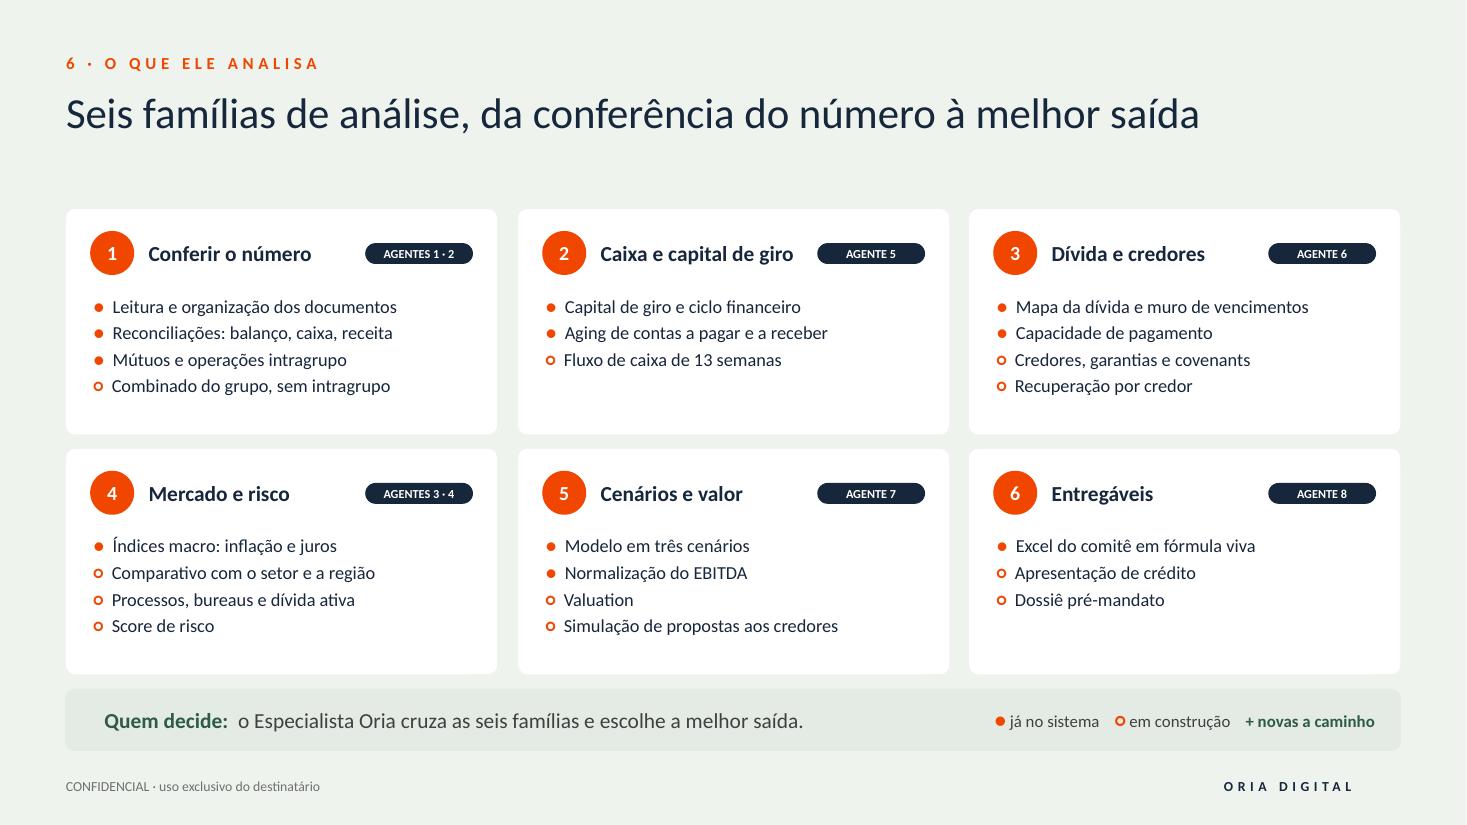 6 · O QUE ELE ANALISA
Seis famílias de análise, da conferência do número à melhor saída
1 Conferir o número AGENTES 1 · 2
Leitura e organização dos documentos
Reconciliações: balanço, caixa, receita
Mútuos e operações intragrupo
Combinado do grupo, sem intragrupo
2 Caixa e capital de giro AGENTE 5
Capital de giro e ciclo financeiro
Aging de contas a pagar e a receber
Fluxo de caixa de 13 semanas
3 Dívida e credores AGENTE 6
Mapa da dívida e muro de vencimentos
Capacidade de pagamento
Credores, garantias e covenants
Recuperação por credor
4 Mercado e risco AGENTES 3 · 4
Índices macro: inflação e juros
Comparativo com o setor e a região
Processos, bureaus e dívida ativa
Score de risco
5 Cenários e valor AGENTE 7
Modelo em três cenários
Normalização do EBITDA
Valuation
Simulação de propostas aos credores
6 Entregáveis AGENTE 8
Excel do comitê em fórmula viva
Apresentação de crédito
Dossiê pré-mandato
Quem decide: o Especialista Oria cruza as seis famílias e escolhe a melhor saída.
já no sistema em construção + novas a caminho
CONFIDENCIAL · uso exclusivo do destinatário
ORIA DIGITAL